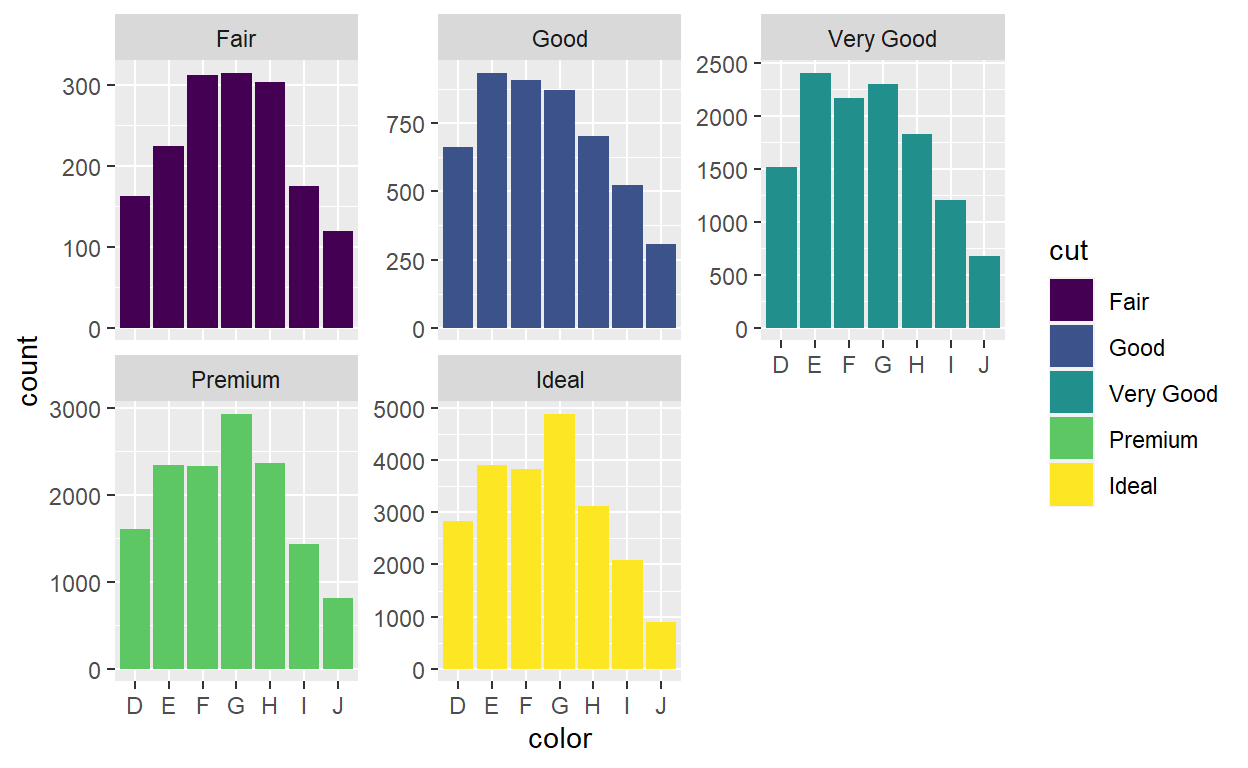 Fair
Good
Very Good
300
200
100
0
750
500
250
0
2500
2000
1500
1000
500
0
D E F G H I J
count
Premium
Ideal
3000
2000
1000
0
5000
4000
3000
2000
1000
0
D E F G H I J
D E F G H I J
color
cut
Fair
Good
Very Good
Premium
Ideal